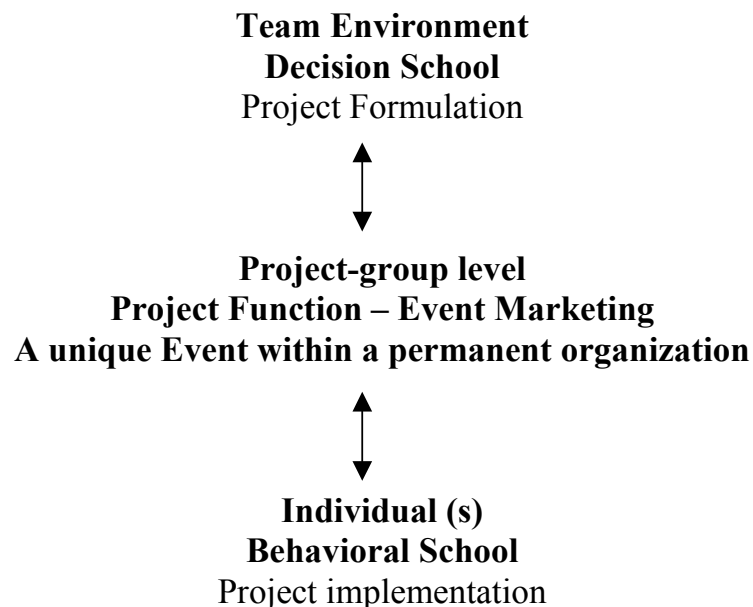 Team Environment
Decision School
Project Formulation
Project-group level
Project Function – Event Marketing
A unique Event within a permanent organization
Individual (s)
Behavioral School
Project implementation